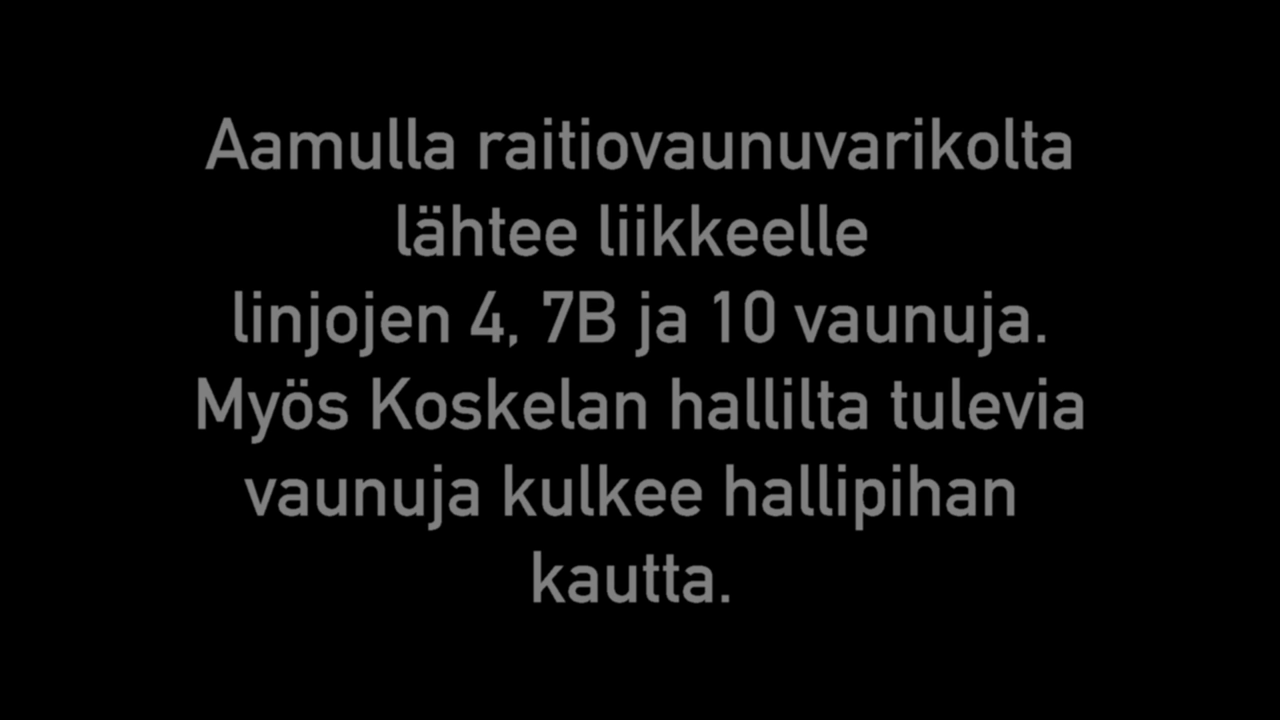 Aamulla raitiovaunuvarikolta
lähtee liikkeelle
linjojen 4, 7B ja 10 vaunuja.
Myös Koskelan hallilta tulevia
vaunuja kulkee hallipihan
kautta.